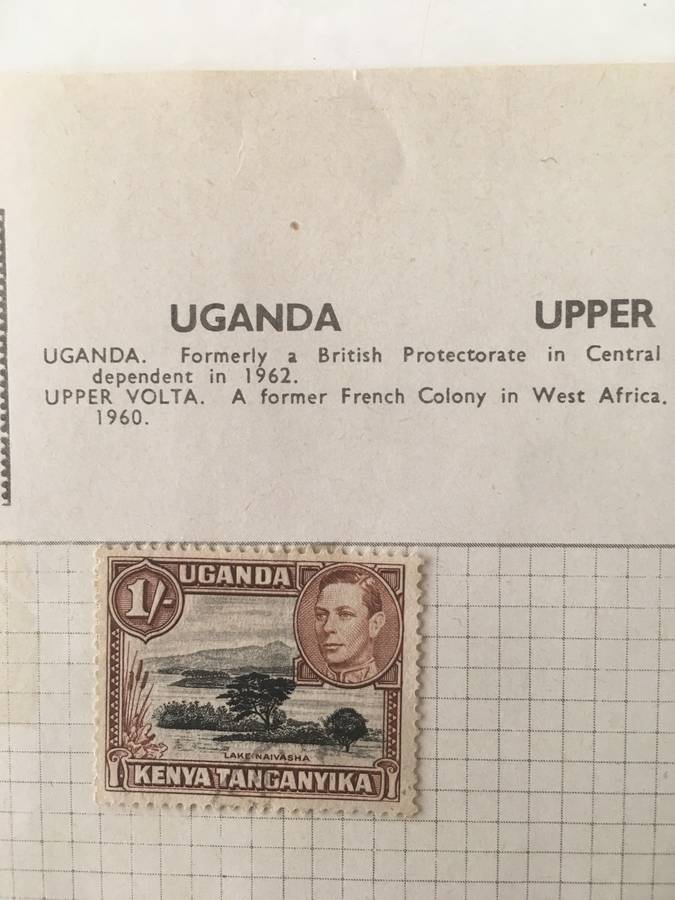 UGANDA UPPER
UGANDA. Formerly a British Protectorate in Central
dependent in 1962.
UPPER VOLTA. A former French Colony in West Africa.
1960.
1/- UGANDA
LAKE NAIVASHA
KENYA TANGANYIKA